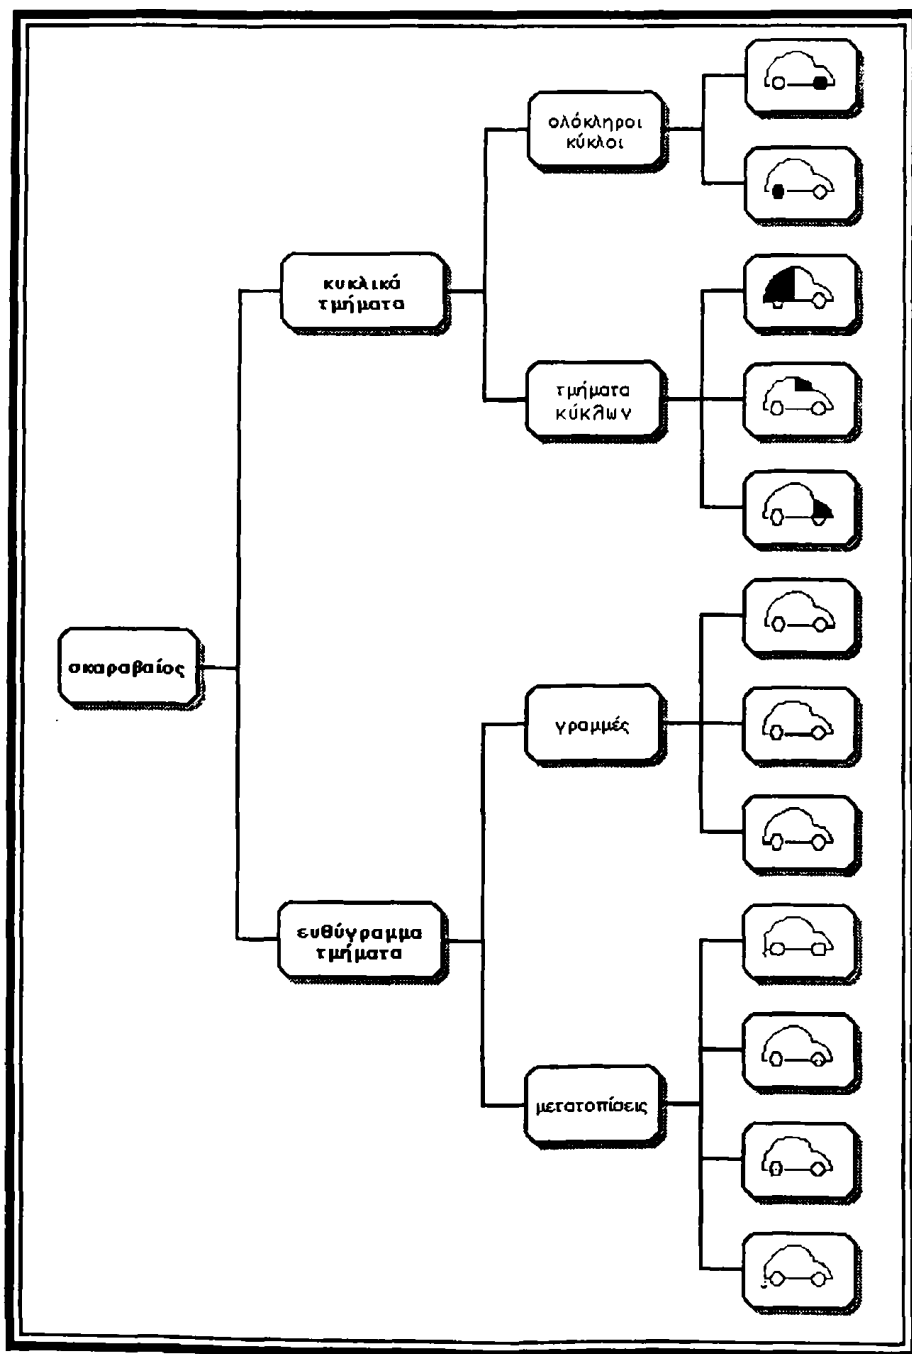 ολόκληροι
κύκλοι
κυκλικά
τμήματα
τμήματα
κύκλων
σκαραβαίος
γραμμές
ευθύγραμμα
τμήματα
μετατοπίσεις